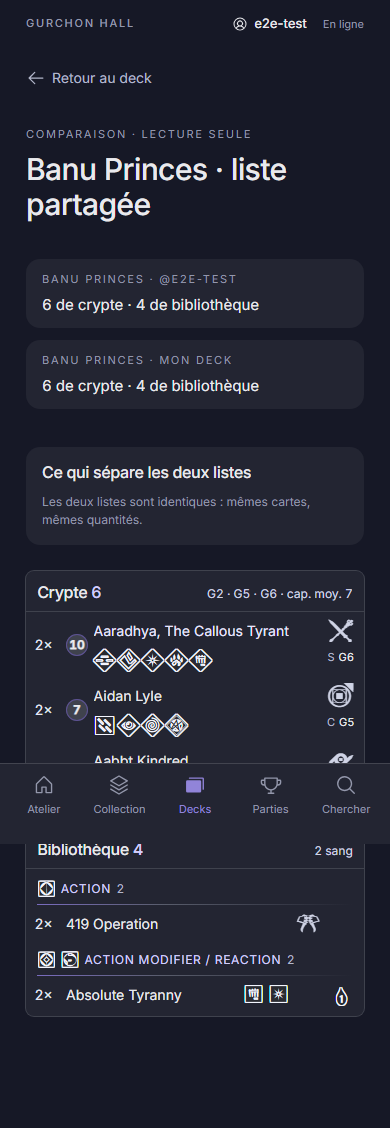 GURCHON HALL
e2e-test En ligne
← Retour au deck
COMPARAISON · LECTURE SEULE
Banu Princes · liste
partagée
BANU PRINCES · @E2E-TEST
6 de crypte · 4 de bibliothèque
BANU PRINCES · MON DECK
6 de crypte · 4 de bibliothèque
Ce qui sépare les deux listes
Les deux listes sont identiques : mêmes cartes,
mêmes quantités.
Crypte 6 G2 · G5 · G6 · cap. moy. 7
2× 10 Aaradhya, The Callous Tyrant
S G6
2× 7 Aidan Lyle
C G5
Aabbt Kindred
Atelier Collection Decks Parties Chercher
Bibliothèque 4 2 sang
ACTION 2
2× 419 Operation
ACTION MODIFIER / REACTION 2
2× Absolute Tyranny 1